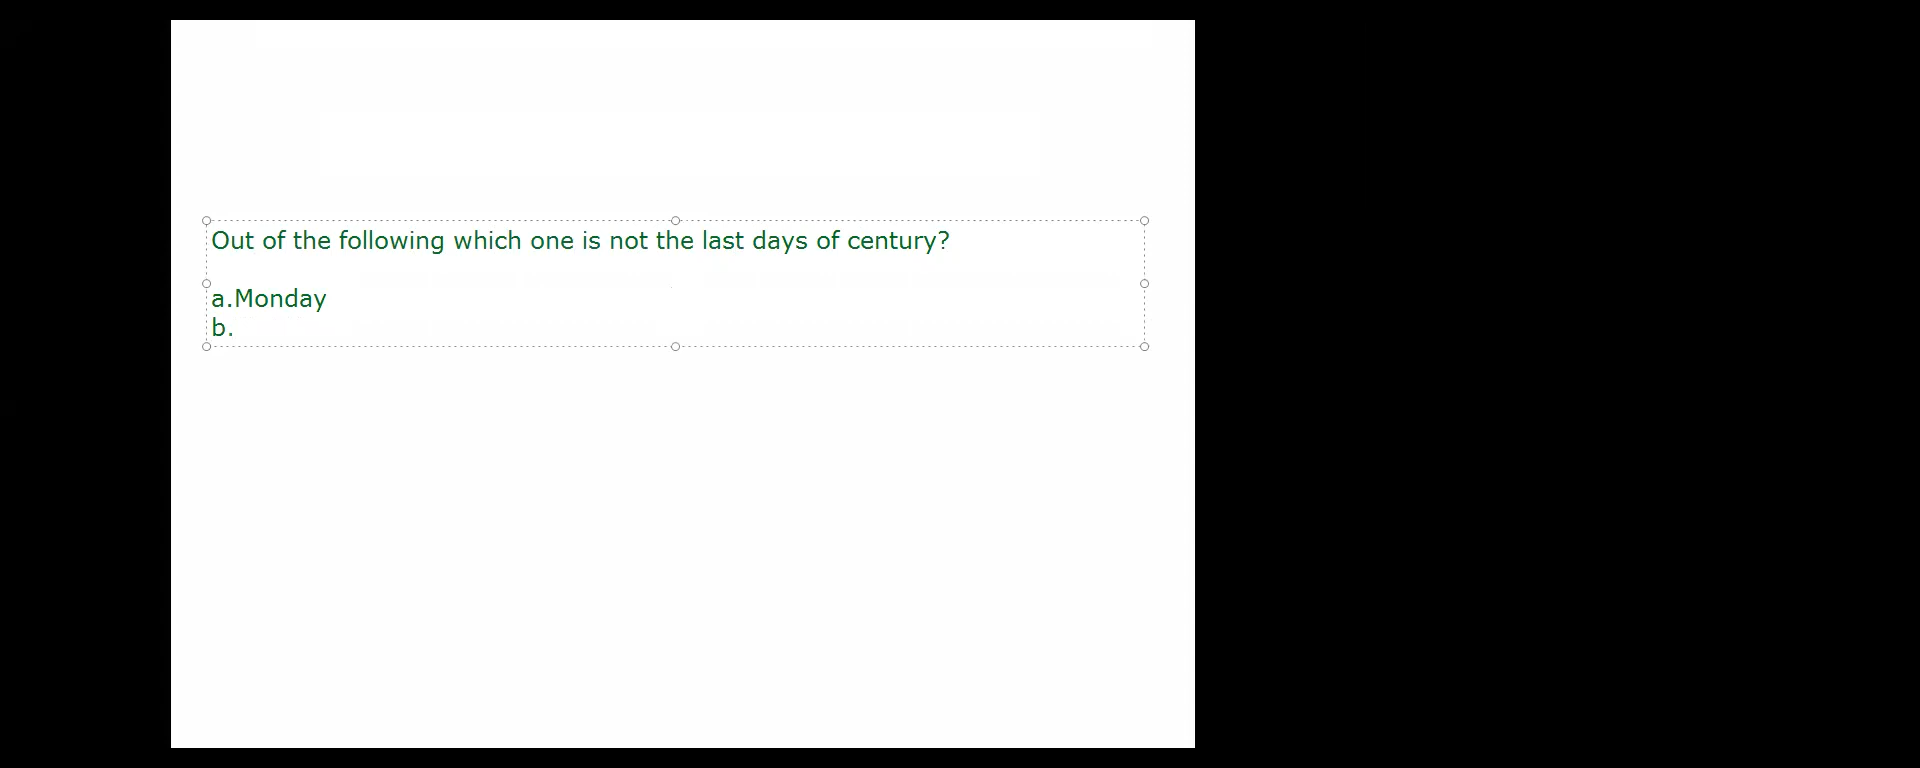 Out of the following which one is not the last days of century?
a.Monday
b.